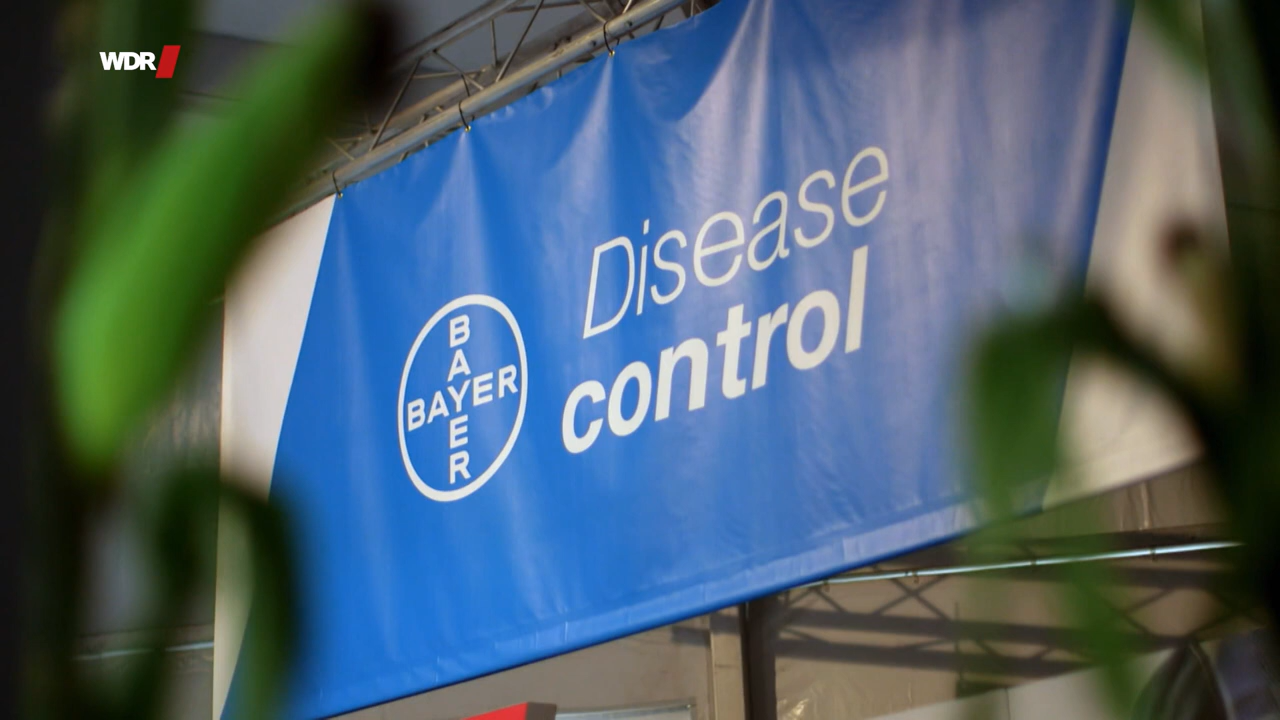 WDR
Disease
control
BAYER
BAYER